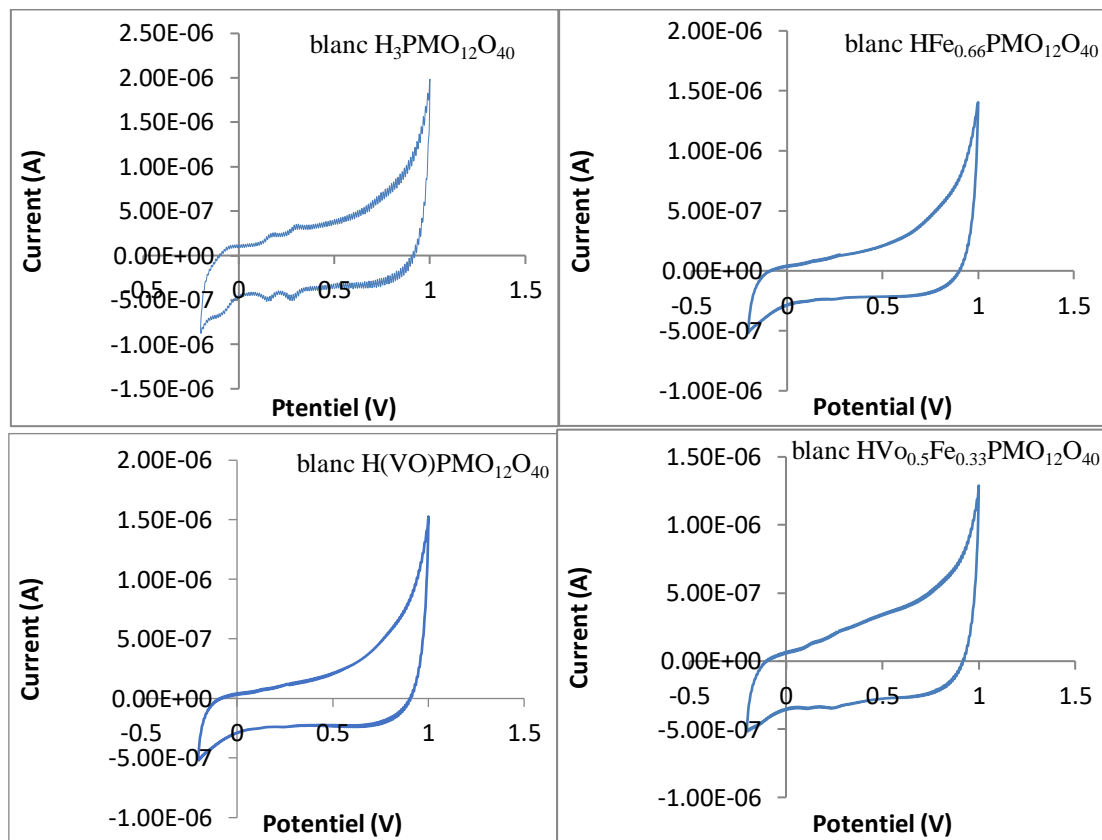 blanc H₃PMO₁₂O₄₀
2.50E-06
2.00E-06
1.50E-06
1.00E-06
5.00E-07
0.00E+00
-5.00E-07
-1.00E-06
-1.50E-06
-0.5
0
0.5
1
1.5
Current (A)
Ptentiel (V)
blanc HFe₀.₆₆PMO₁₂O₄₀
2.00E-06
1.50E-06
1.00E-06
5.00E-07
0.00E+00
-5.00E-07
-1.00E-06
-0.5
0
0.5
1
1.5
Current (A)
Potential (V)
blanc H(VO)PMO₁₂O₄₀
2.00E-06
1.50E-06
1.00E-06
5.00E-07
0.00E+00
-5.00E-07
-1.00E-06
-0.5
0
0.5
1
1.5
Current (A)
Potentiel (V)
blanc HVo₀.₅Fe₀.₃₃PMO₁₂O₄₀
1.50E-06
1.00E-06
5.00E-07
0.00E+00
-5.00E-07
-1.00E-06
-0.5
0
0.5
1
1.5
Current (A)
Potential (V)